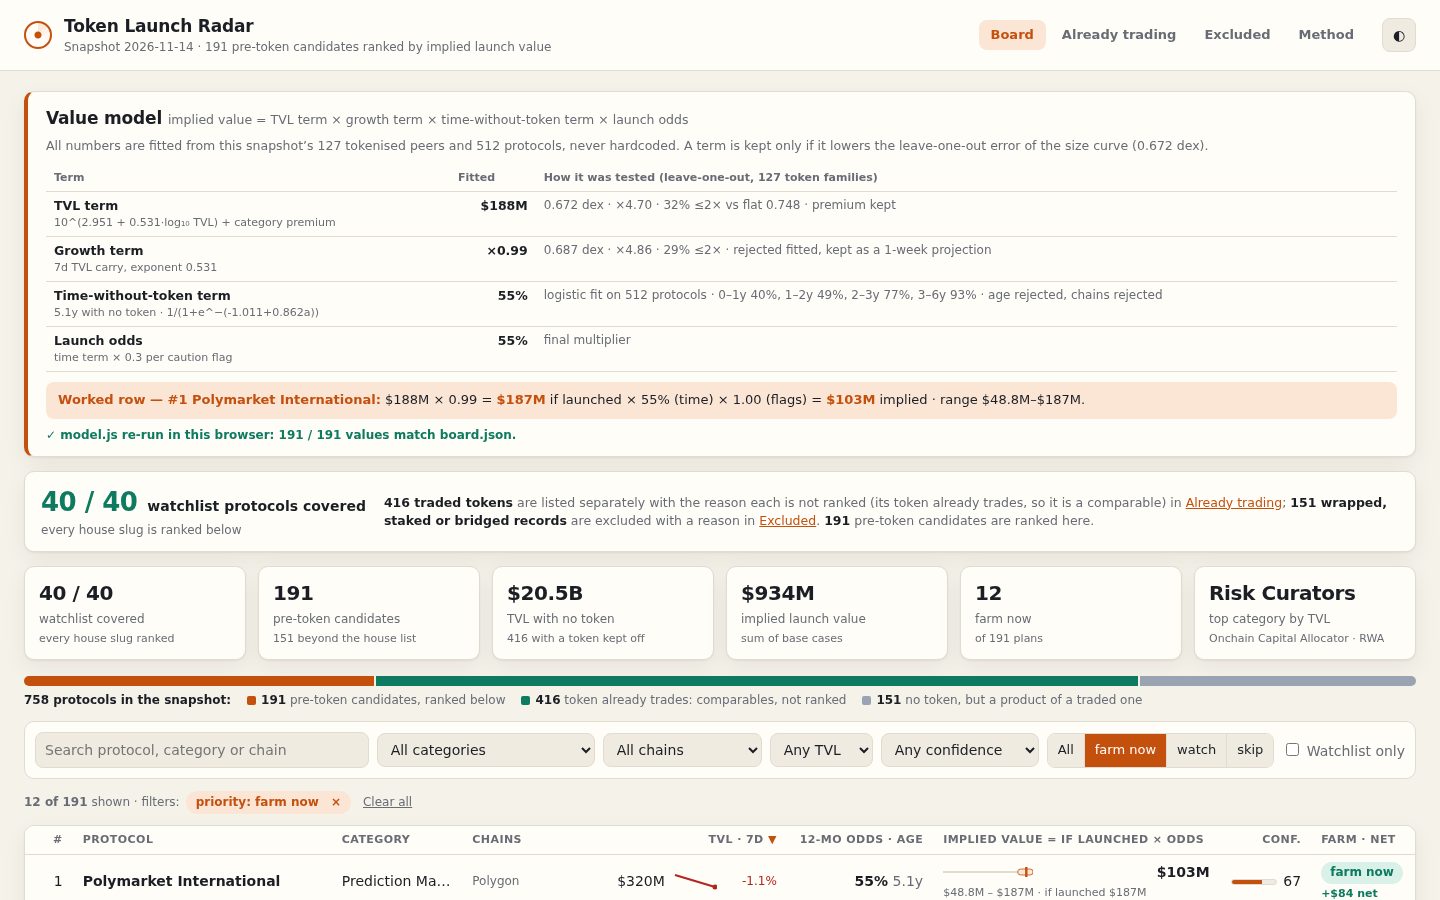 Token Launch Radar
Snapshot 2026-11-14 · 191 pre-token candidates ranked by implied launch value
Board Already trading Excluded Method
Value model implied value = TVL term × growth term × time-without-token term × launch odds
All numbers are fitted from this snapshot's 127 tokenised peers and 512 protocols, never hardcoded. A term is kept only if it lowers the leave-one-out error of the size curve (0.672 dex).
Term Fitted How it was tested (leave-one-out, 127 token families)
TVL term $188M 0.672 dex · ×4.70 · 32% ≤2× vs flat 0.748 · premium kept
10^(2.951 + 0.531·log₁₀ TVL) + category premium
Growth term ×0.99 0.687 dex · ×4.86 · 29% ≤2× · rejected fitted, kept as a 1-week projection
7d TVL carry, exponent 0.531
Time-without-token term 55% logistic fit on 512 protocols · 0–1y 40%, 1–2y 49%, 2–3y 77%, 3–6y 93% · age rejected, chains rejected
5.1y with no token · 1/(1+e^−(-1.011+0.862a))
Launch odds 55% final multiplier
time term × 0.3 per caution flag
Worked row — #1 Polymarket International: $188M × 0.99 = $187M if launched × 55% (time) × 1.00 (flags) = $103M implied · range $48.8M–$187M.
✓ model.js re-run in this browser: 191 / 191 values match board.json.
40 / 40 watchlist protocols covered
every house slug is ranked below
416 traded tokens are listed separately with the reason each is not ranked (its token already trades, so it is a comparable) in Already trading; 151 wrapped,
staked or bridged records are excluded with a reason in Excluded. 191 pre-token candidates are ranked here.
40 / 40
watchlist covered
every house slug ranked
191
pre-token candidates
151 beyond the house list
$20.5B
TVL with no token
416 with a token kept off
$934M
implied launch value
sum of base cases
12
farm now
of 191 plans
Risk Curators
top category by TVL
Onchain Capital Allocator · RWA
758 protocols in the snapshot: 191 pre-token candidates, ranked below 416 token already trades: comparables, not ranked 151 no token, but a product of a traded one
Search protocol, category or chain All categories All chains Any TVL Any confidence All farm now watch skip Watchlist only
12 of 191 shown · filters: priority: farm now × Clear all
# PROTOCOL CATEGORY CHAINS TVL · 7D ▼ 12-MO ODDS · AGE IMPLIED VALUE = IF LAUNCHED × ODDS CONF. FARM · NET
1 Polymarket International Prediction Ma… Polygon $320M -1.1% 55% 5.1y $103M 67 farm now
$48.8M – $187M · if launched $187M +$84 net